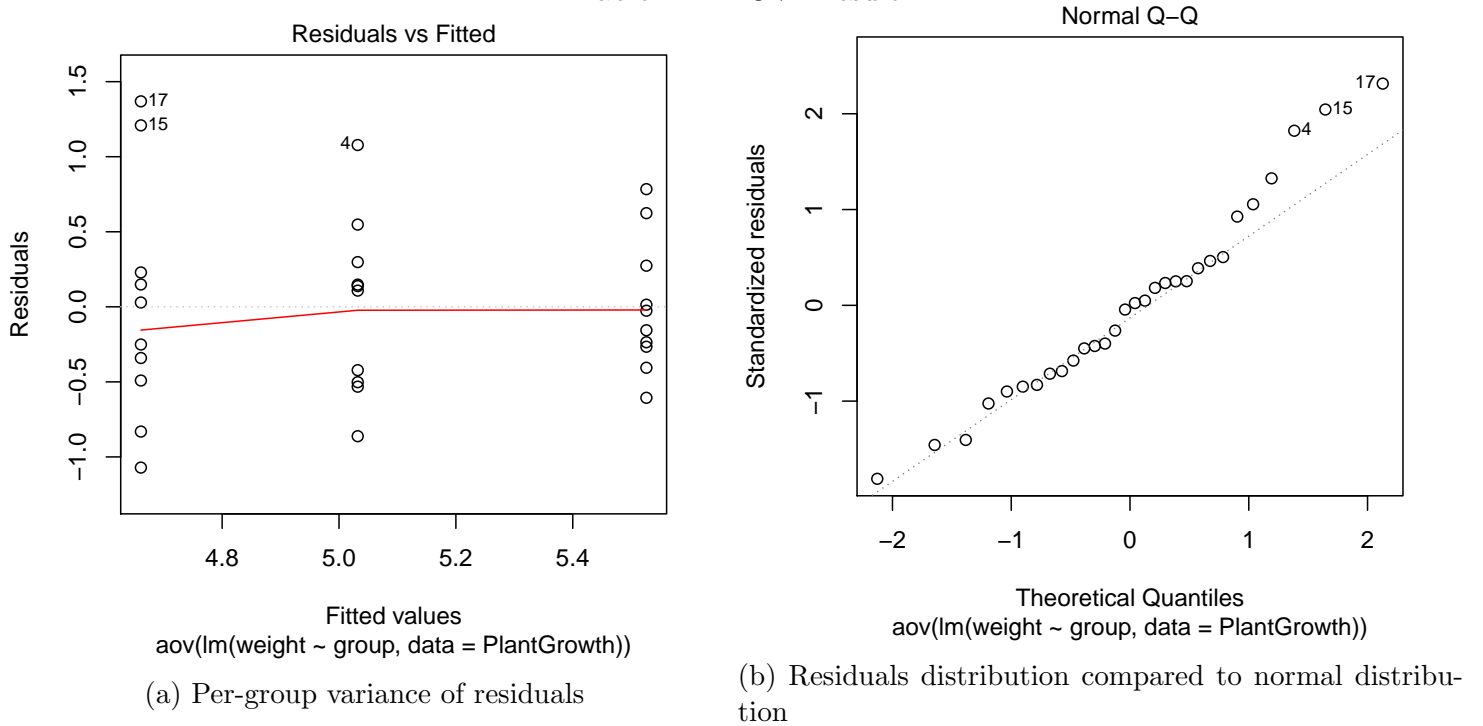 Residuals vs Fitted
1.5
1.0
0.5
0.0
−0.5
−1.0
Residuals
17
15
4
4.8
5.0
5.2
5.4
Fitted values
aov(lm(weight ~ group, data = PlantGrowth))
(a) Per-group variance of residuals
Normal Q−Q
2
1
0
−1
Standardized residuals
17
15
4
−2
−1
0
1
2
Theoretical Quantiles
aov(lm(weight ~ group, data = PlantGrowth))
(b) Residuals distribution compared to normal distribu-
tion